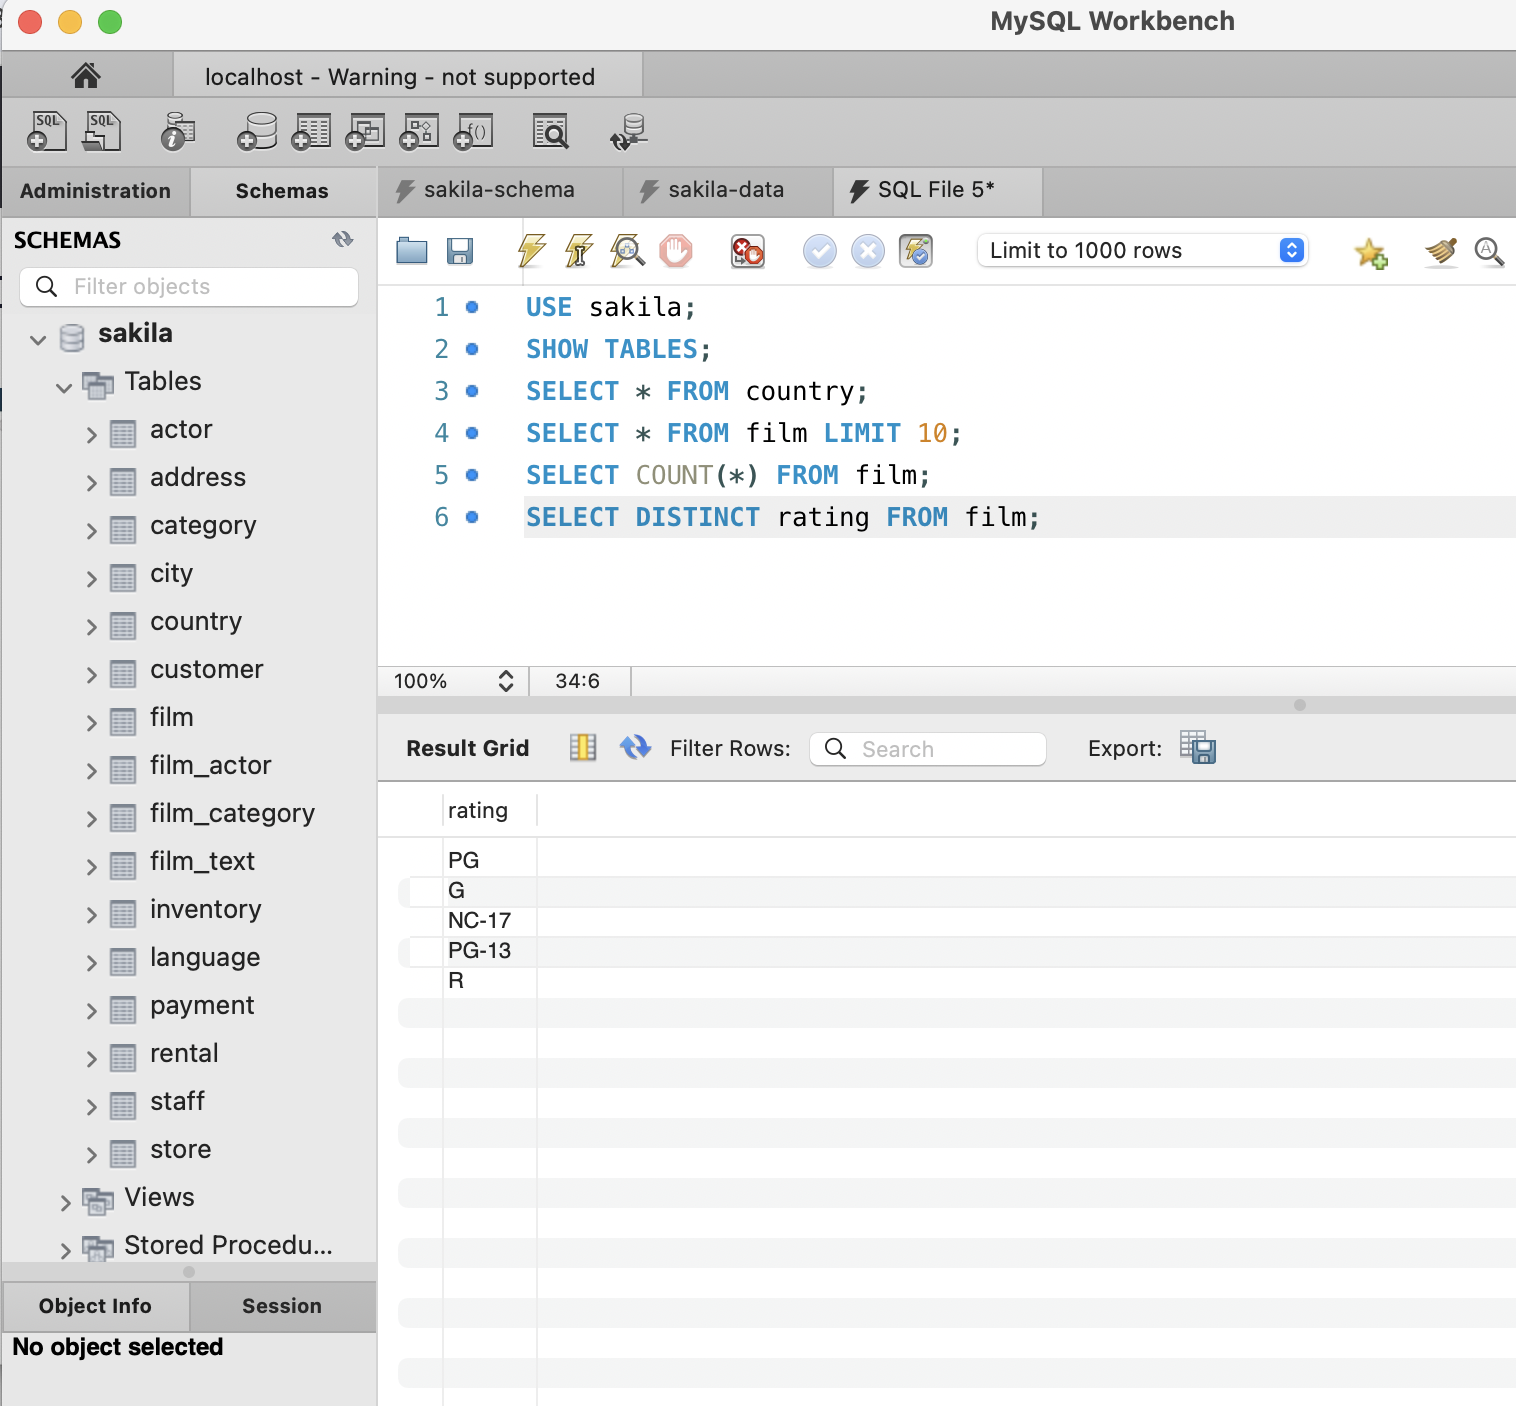 MySQL Workbench
localhost - Warning - not supported
Administration
Schemas
sakila-schema
sakila-data
SQL File 5*
SCHEMAS
Filter objects
sakila
Tables
actor
address
category
city
country
customer
film
film_actor
film_category
film_text
inventory
language
payment
rental
staff
store
Views
Stored Procedu...
Object Info
Session
No object selected
Limit to 1000 rows
1 USE sakila;
2 SHOW TABLES;
3 SELECT * FROM country;
4 SELECT * FROM film LIMIT 10;
5 SELECT COUNT(*) FROM film;
6 SELECT DISTINCT rating FROM film;
100%
34:6
Result Grid
Filter Rows:
Search
Export:
rating
PG
G
NC-17
PG-13
R